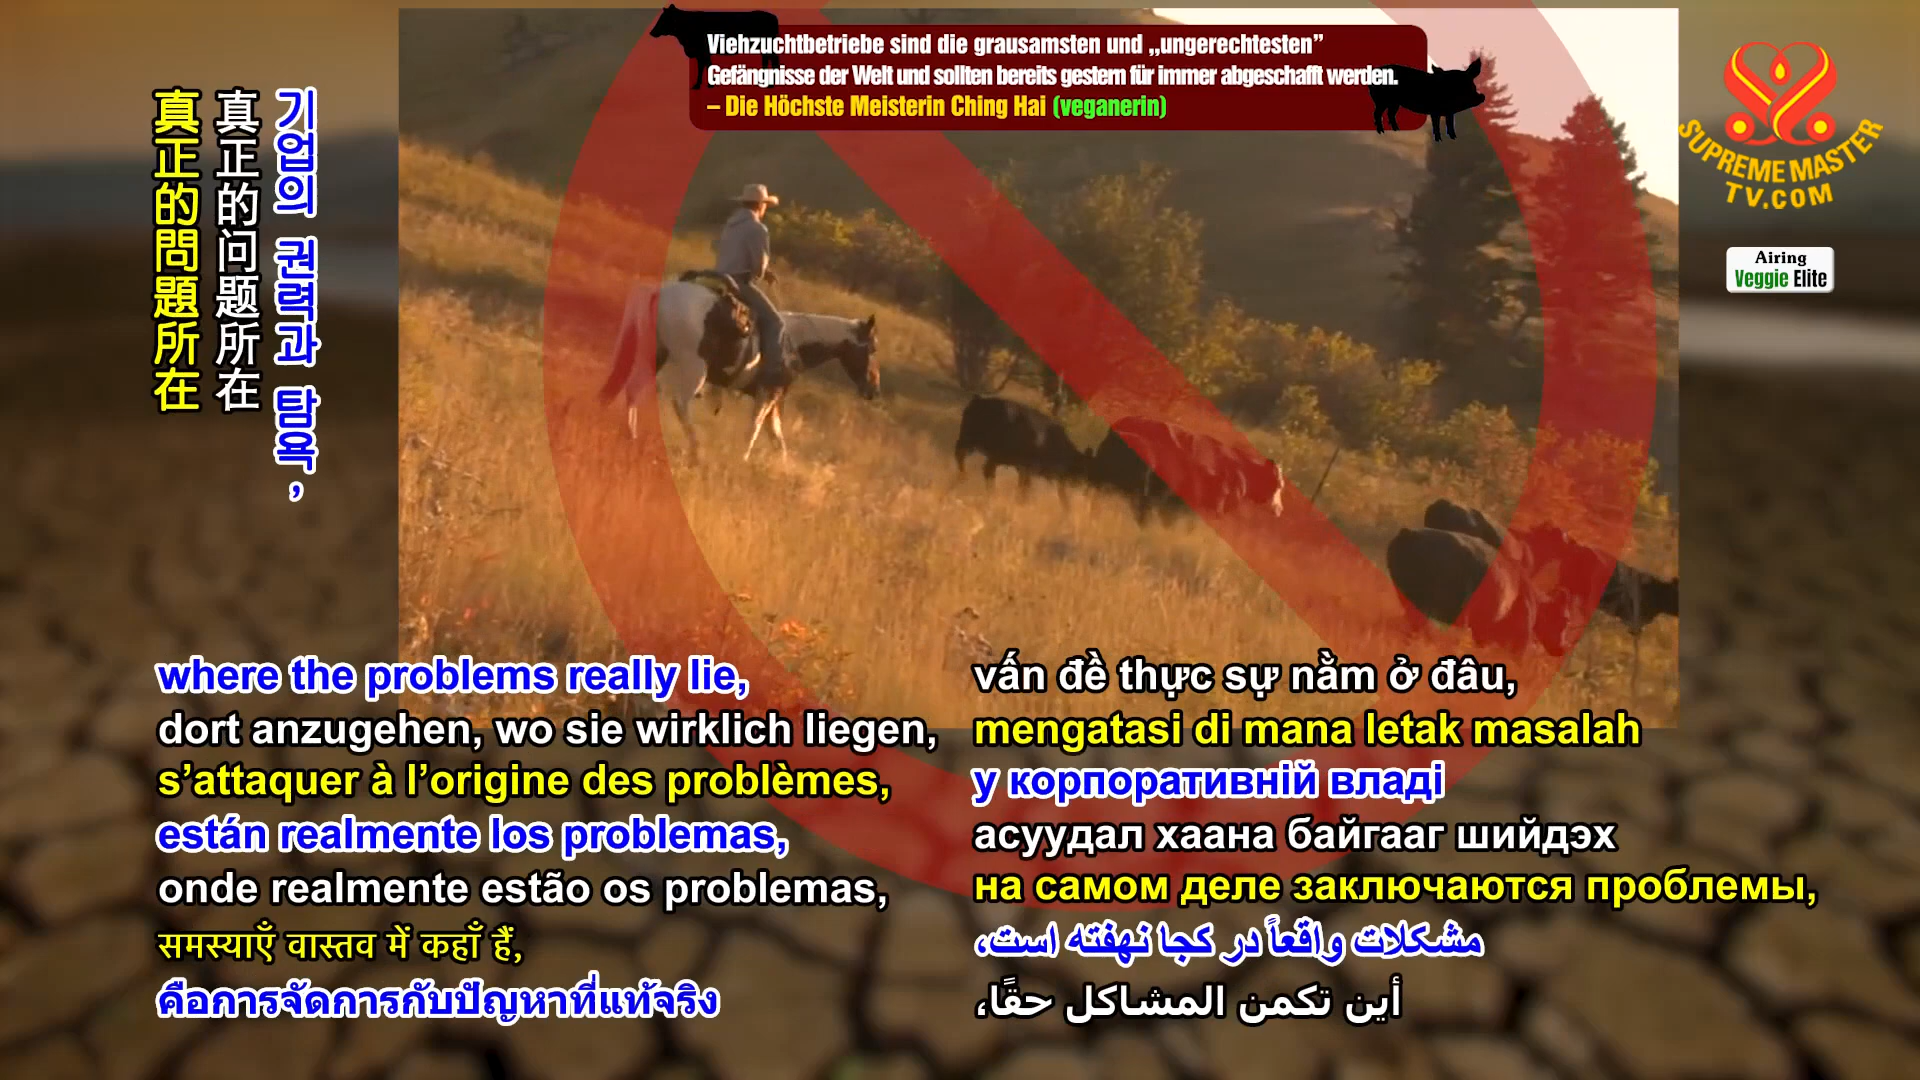 Viehzuchtbetriebe sind die grausamsten und „ungerechtesten”
Gefängnisse der Welt und sollten bereits gestern für immer abgeschafft werden.
– Die Höchste Meisterin Ching Hai (veganerin)
SUPREME MASTER
TV.COM
Airing
Veggie Elite
기업의 권력과 탐욕,
真正的问题所在
真正的問題所在
where the problems really lie,
dort anzugehen, wo sie wirklich liegen,
s’attaquer à l’origine des problèmes,
están realmente los problemas,
onde realmente estão os problemas,
समस्याएँ वास्तव में कहाँ हैं,
คือการจัดการกับปัญหาที่แท้จริง
vấn đề thực sự nằm ở đâu,
mengatasi di mana letak masalah
у корпоративній владі
асуудал хаана байгааг шийдэх
на самом деле заключаются проблемы,
مشکلات واقعاً در کجا نهفته است،
أين تكمن المشاكل حقًا،